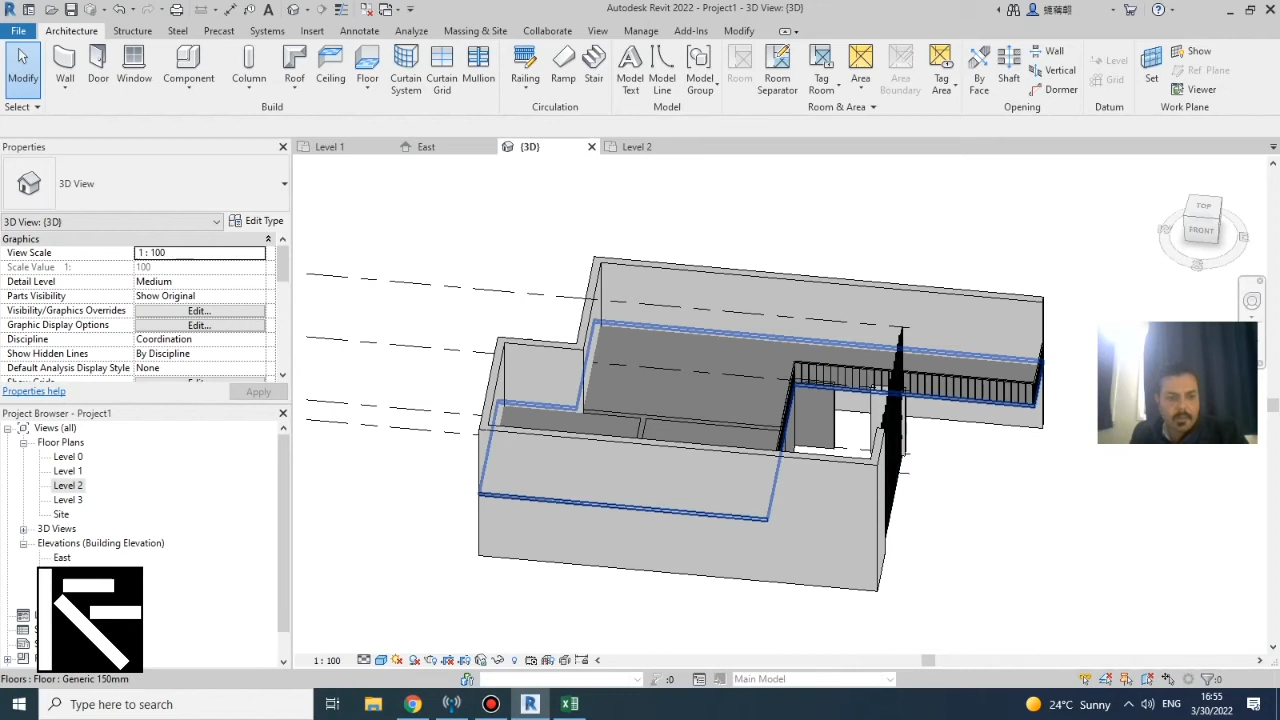 Autodesk Revit 2022 - Project1 - 3D View: {3D}
File Architecture Structure Steel Precast Systems Insert Annotate Analyze Massing & Site Collaborate View Manage Add-Ins Modify
Modify Wall Door Window Component Column Roof Ceiling Floor Curtain System Curtain Grid Mullion Railing Ramp Stair Model Text Model Line Model Group Room Room Separator Tag Room Area Area Boundary Tag Area By Face Shaft Wall Vertical Dormer Level Grid Set Show Ref Plane Viewer
Select Build Circulation Model Room & Area Opening Datum Work Plane
Properties
Level 1 East {3D} Level 2
3D View
3D View: {3D} Edit Type
Graphics
View Scale 1 : 100
Scale Value 1: 100
Detail Level Medium
Parts Visibility Show Original
Visibility/Graphics Overrides Edit...
Graphic Display Options Edit...
Discipline Coordination
Show Hidden Lines By Discipline
Default Analysis Display Style None
Properties help Apply
Project Browser - Project1
Views (all)
Floor Plans
Level 0
Level 1
Level 2
Level 3
Site
3D Views
Elevations (Building Elevation)
East
TOP
FRONT
1 : 100
Floors : Floor : Generic 150mm :0 Main Model :0
Type here to search
24°C Sunny
ENG
16:55
3/30/2022